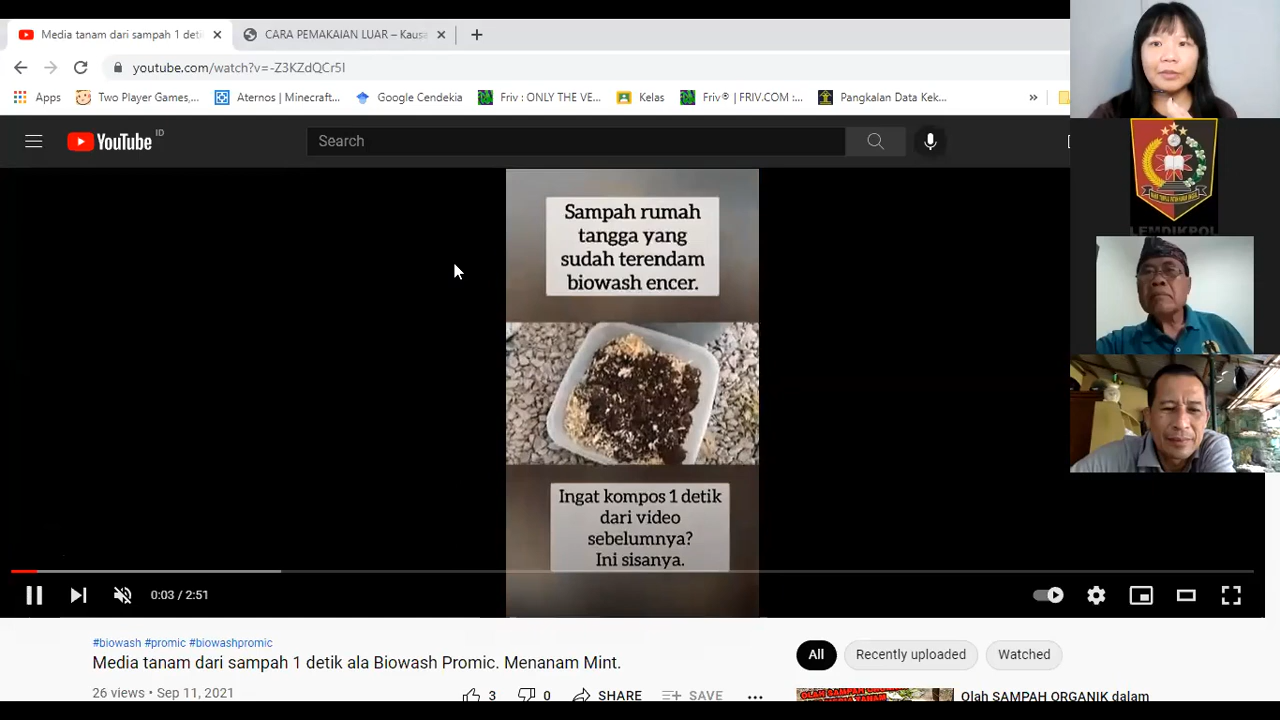 Media tanam dari sampah 1 deti
CARA PEMAKAIAN LUAR – Kausa
youtube.com/watch?v=-Z3KZdQCr5I
Apps
Two Player Games,...
Aternos | Minecraft...
Google Cendekia
Friv : ONLY THE VE...
Kelas
Friv® | FRIV.COM :...
Pangkalan Data Kek...
»
YouTube ID
Search
LEMDIKPOL
Sampah rumah
tangga yang
sudah terendam
biowash encer.
Ingat kompos 1 detik
dari video
sebelumnya?
Ini sisanya.
0:03 / 2:51
#biowash #promic #biowashpromic
Media tanam dari sampah 1 detik ala Biowash Promic. Menanam Mint.
26 views • Sep 11, 2021
3
0
SHARE
SAVE
All
Recently uploaded
Watched
Olah SAMPAH ORGANIK dalam